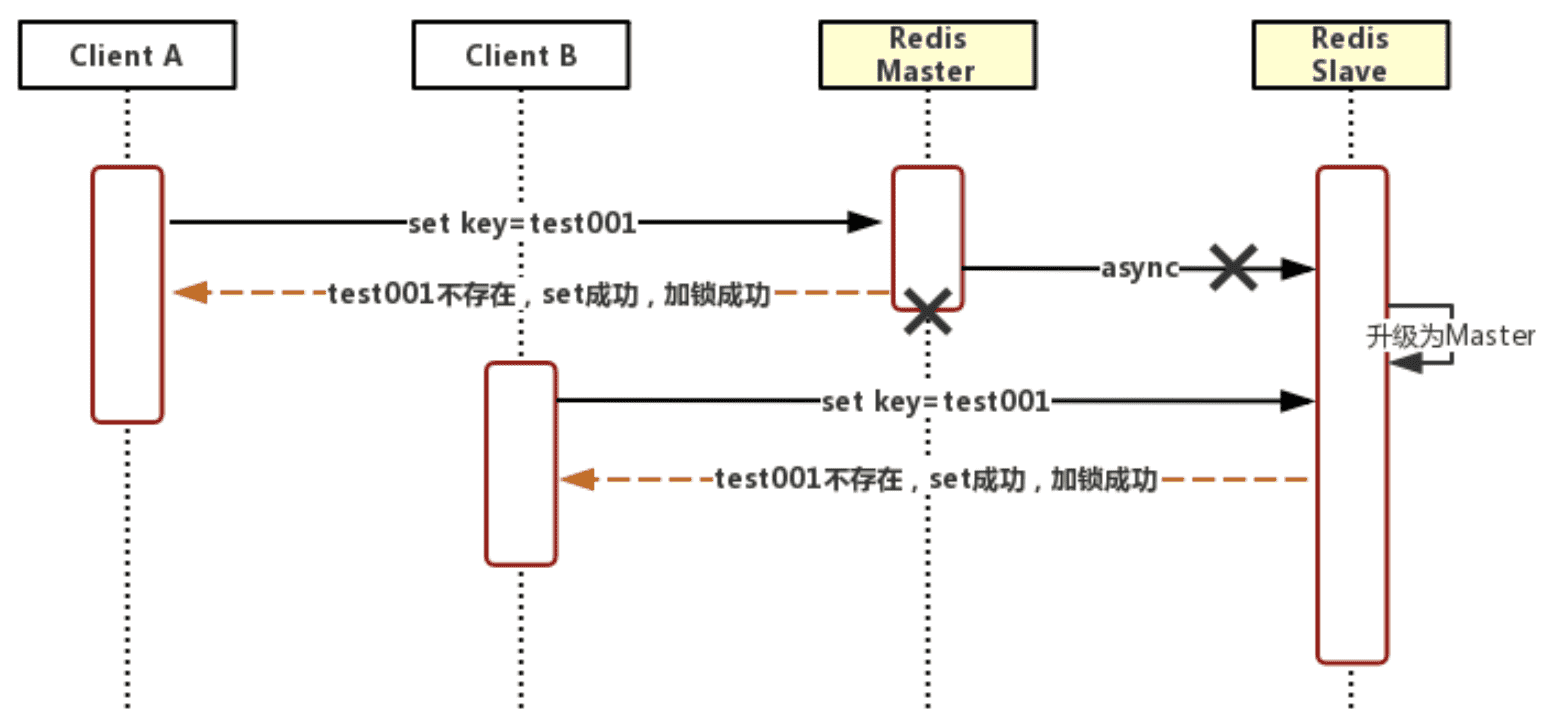 Client A
Client B
Redis
Master
Redis
Slave
set key=test001
async
test001不存在，set成功，加锁成功
升级为Master
set key=test001
test001不存在，set成功，加锁成功